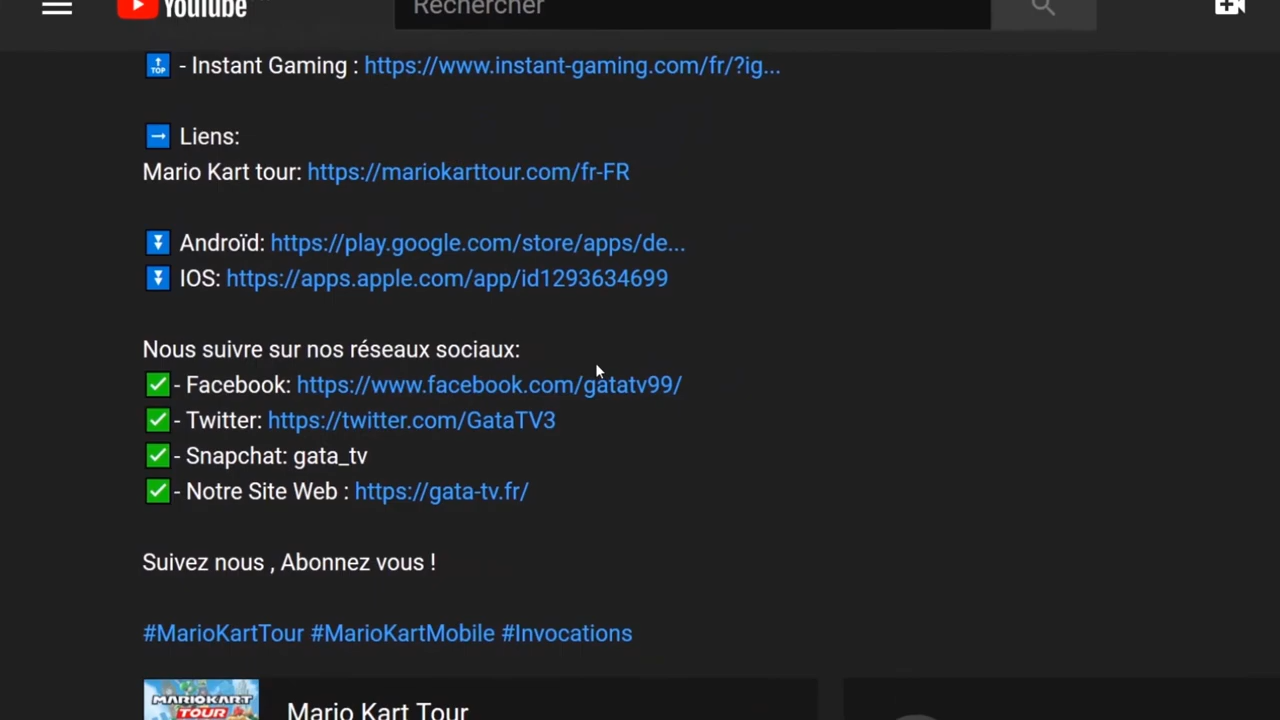 YouTube
Rechercher
TOP - Instant Gaming : https://www.instant-gaming.com/fr/?ig...
Liens:
Mario Kart tour: https://mariokarttour.com/fr-FR
Androïd: https://play.google.com/store/apps/de...
IOS: https://apps.apple.com/app/id1293634699
Nous suivre sur nos réseaux sociaux:
- Facebook: https://www.facebook.com/gatatv99/
- Twitter: https://twitter.com/GataTV3
- Snapchat: gata_tv
- Notre Site Web : https://gata-tv.fr/
Suivez nous , Abonnez vous !
#MarioKartTour #MarioKartMobile #Invocations
MARIOKART
TOUR
Mario Kart Tour